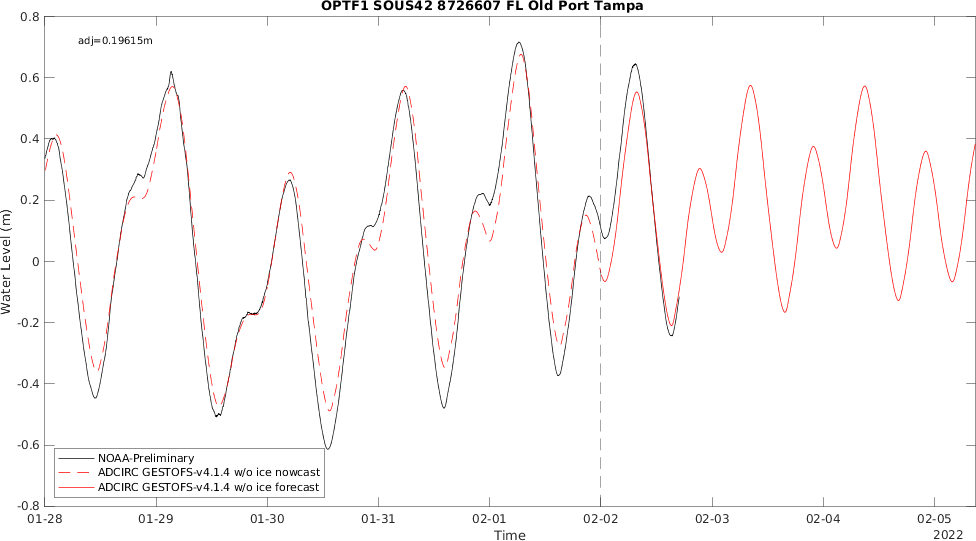 OPTF1 SOUS42 8726607 FL Old Port Tampa
adj=0.19615m
Water Level (m)
0.8
0.6
0.4
0.2
0
-0.2
-0.4
-0.6
-0.8
NOAA-Preliminary
ADCIRC GESTOFS-v4.1.4 w/o ice nowcast
ADCIRC GESTOFS-v4.1.4 w/o ice forecast
01-28 01-29 01-30 01-31 02-01 02-02 02-03 02-04 02-05
Time
2022